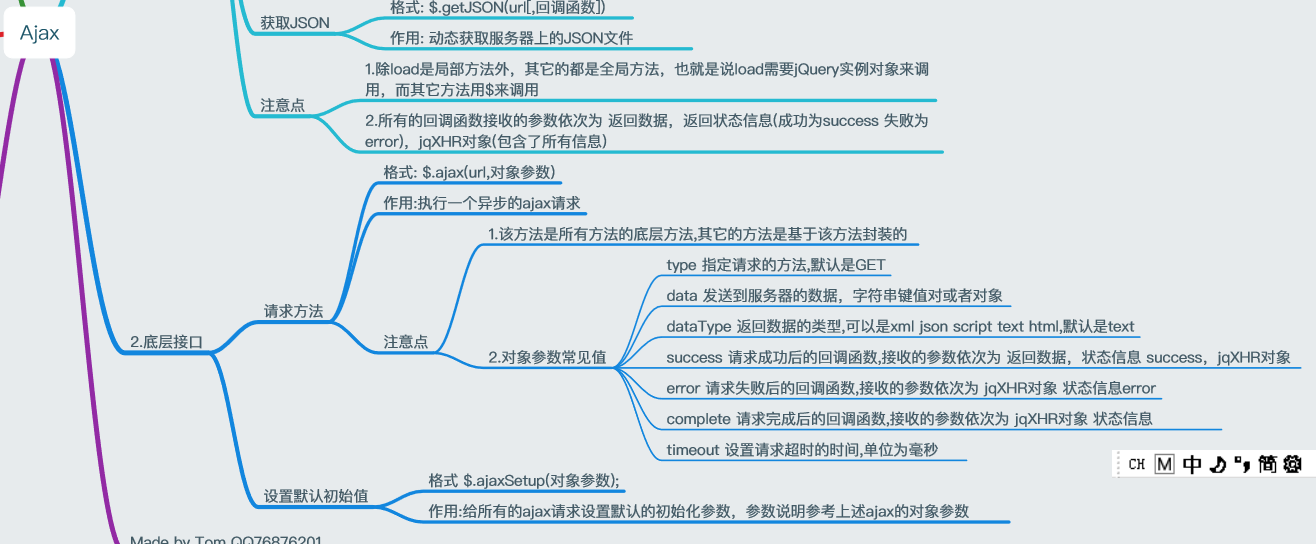 Ajax
获取JSON
格式: $.getJSON(url[,回调函数])
作用: 动态获取服务器上的JSON文件
注意点
1.除load是局部方法外，其它的都是全局方法，也就是说load需要jQuery实例对象来调
用，而其它方法用$来调用
2.所有的回调函数接收的参数依次为 返回数据，返回状态信息(成功为success 失败为
error)，jqXHR对象(包含了所有信息)
2.底层接口
请求方法
格式: $.ajax(url,对象参数)
作用:执行一个异步的ajax请求
注意点
1.该方法是所有方法的底层方法,其它的方法是基于该方法封装的
2.对象参数常见值
type 指定请求的方法,默认是GET
data 发送到服务器的数据，字符串键值对或者对象
dataType 返回数据的类型,可以是xml json script text html,默认是text
success 请求成功后的回调函数,接收的参数依次为 返回数据，状态信息 success，jqXHR对象
error 请求失败后的回调函数,接收的参数依次为 jqXHR对象 状态信息error
complete 请求完成后的回调函数,接收的参数依次为 jqXHR对象 状态信息
timeout 设置请求超时的时间,单位为毫秒
CH M 中 简
设置默认初始值
格式 $.ajaxSetup(对象参数);
作用:给所有的ajax请求设置默认的初始化参数，参数说明参考上述ajax的对象参数
Made by Tom QQ76876201